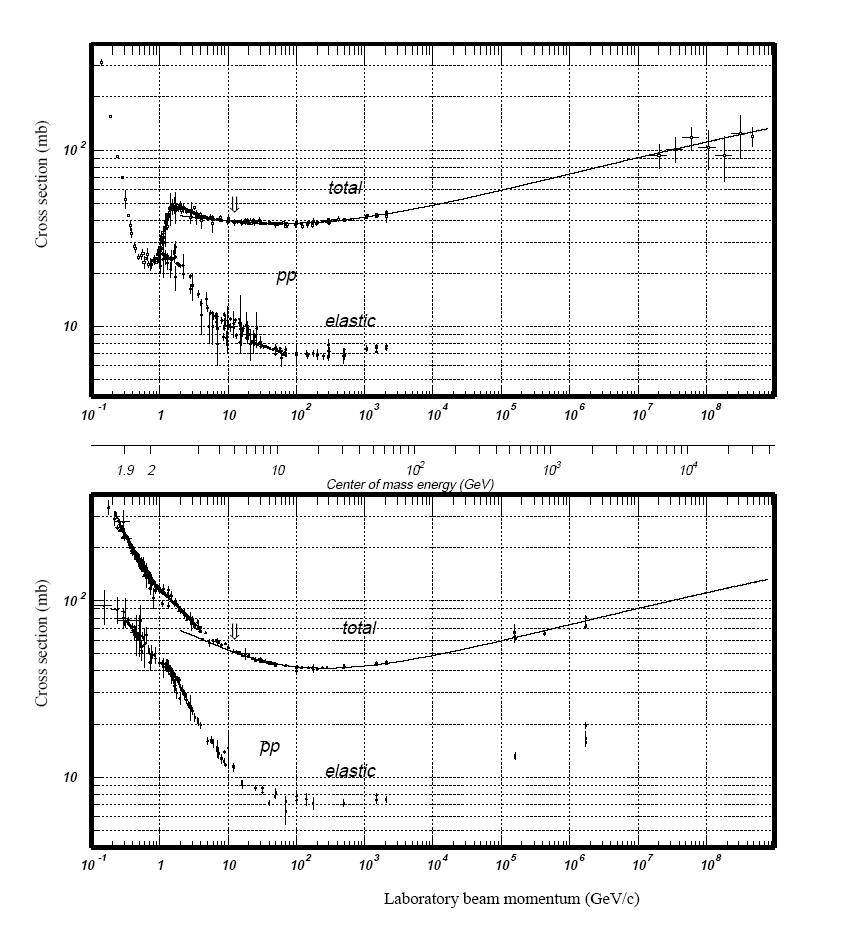 Cross section (mb)
10 2
total
pp
elastic
10
10 -1 1 10 10 2 10 3 10 4 10 5 10 6 10 7 10 8
1.9 2 10 10 2 10 3 10 4
Center of mass energy (GeV)
Cross section (mb)
10 2
total
p̅p
elastic
10
10 -1 1 10 10 2 10 3 10 4 10 5 10 6 10 7 10 8
Laboratory beam momentum (GeV/c)